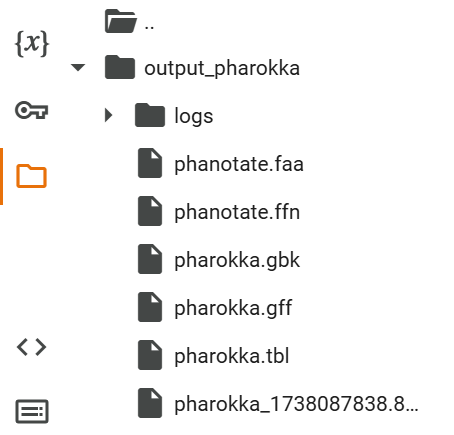 ..
{x}
output_pharokka
logs
phanotate.faa
phanotate.ffn
pharokka.gbk
pharokka.gff
pharokka.tbl
pharokka_1738087838.8...